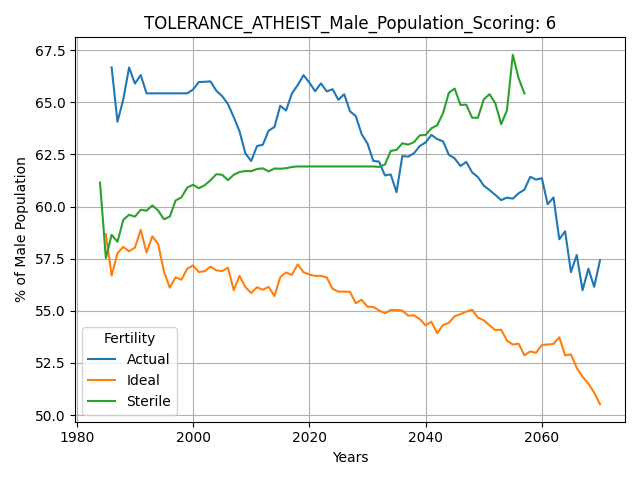 TOLERANCE_ATHEIST_Male_Population_Scoring: 6
% of Male Population
67.5
65.0
62.5
60.0
57.5
55.0
52.5
50.0
Fertility
Actual
Ideal
Sterile
1980
2000
2020
2040
2060
Years